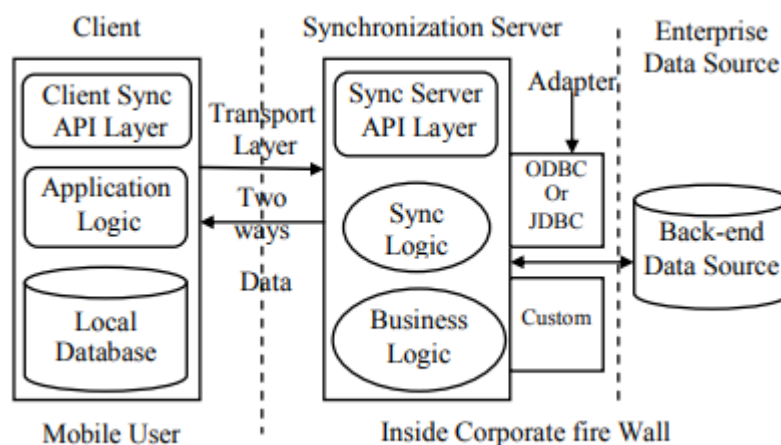 Client
Synchronization Server
Enterprise
Data Source
Client Sync
API Layer
Application
Logic
Local
Database
Transport
Layer
Two
ways
Data
Sync Server
API Layer
Sync
Logic
Business
Logic
Adapter
ODBC
Or
JDBC
Custom
Back-end
Data Source
Mobile User
Inside Corporate fire Wall